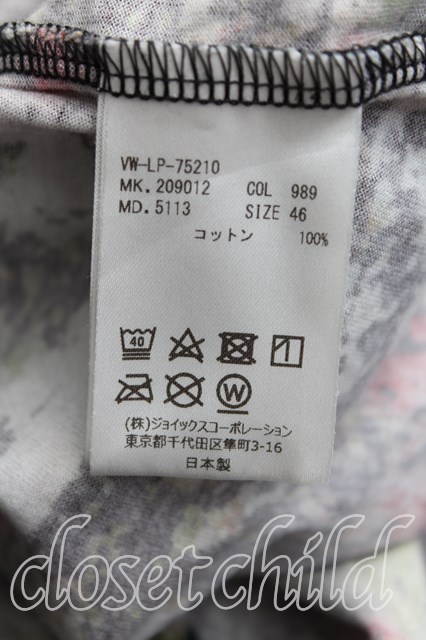 VW-LP-75210
MK.209012 COL 989
MD.5113 SIZE 46
コットン 100%
40
W
(株)ジョイックスコーポレーション
東京都千代田区隼町3-16
日本製
closet child